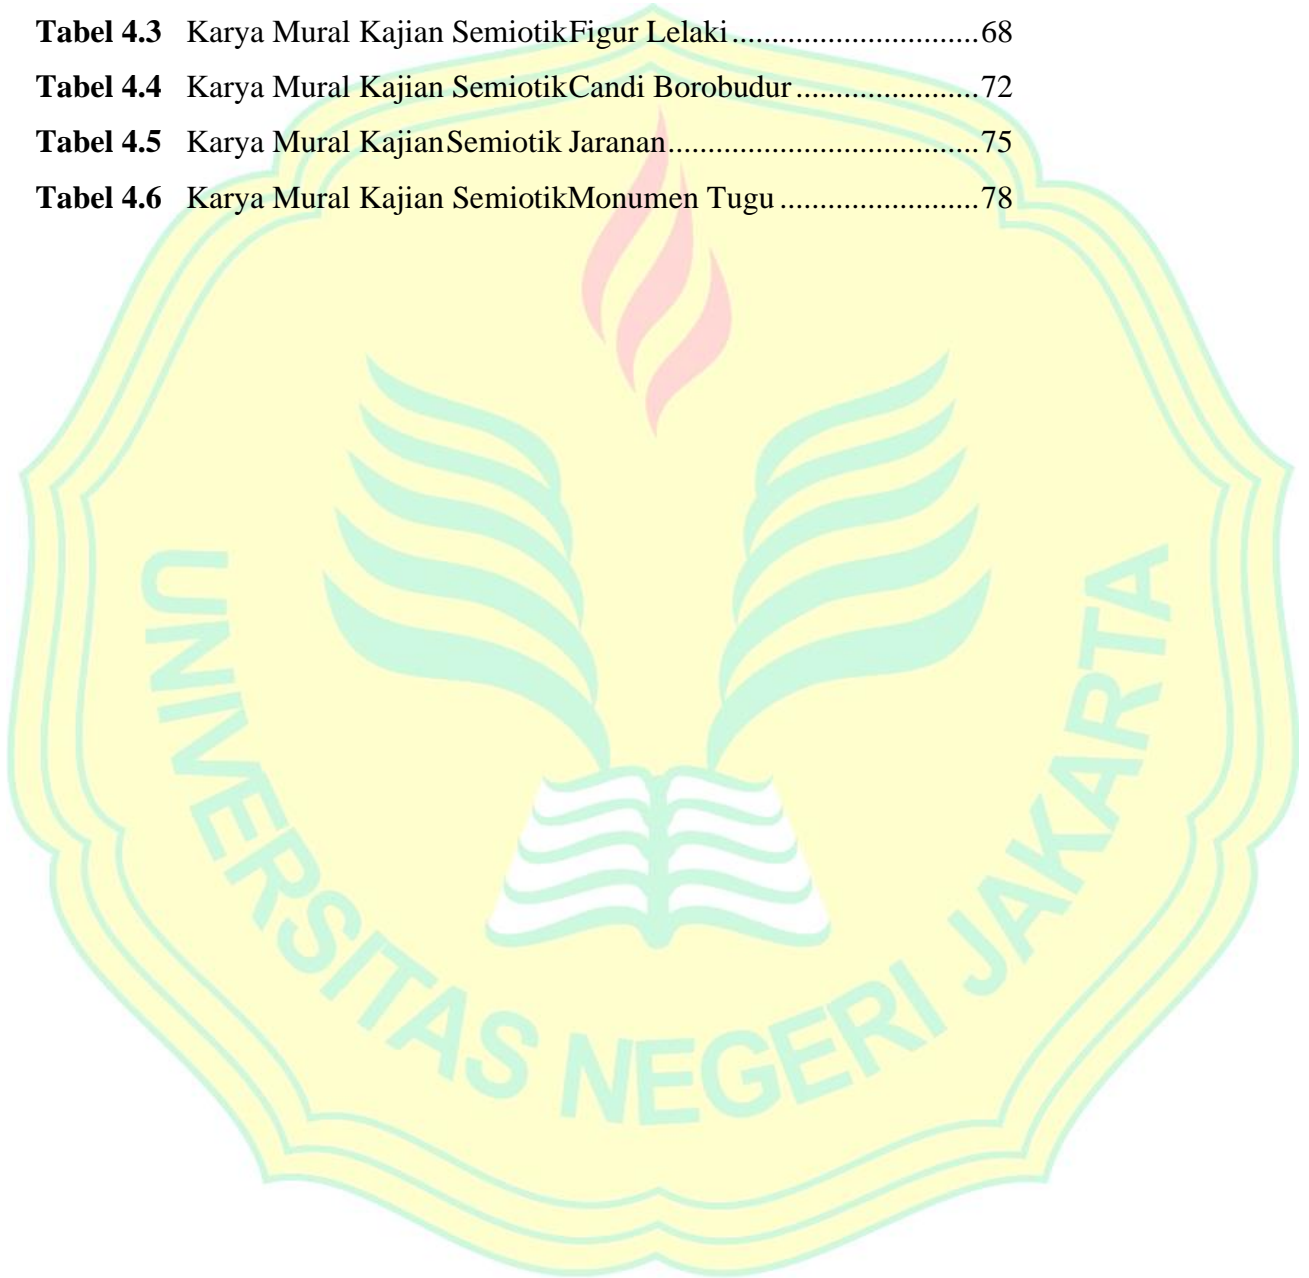 Tabel 4.3 Karya Mural Kajian SemiotikFigur Lelaki..............................68
Tabel 4.4 Karya Mural Kajian SemiotikCandi Borobudur......................72
Tabel 4.5 Karya Mural KajianSemiotik Jaranan.....................................75
Tabel 4.6 Karya Mural Kajian SemiotikMonumen Tugu........................78
UNIVERSITAS NEGERI JAKARTA